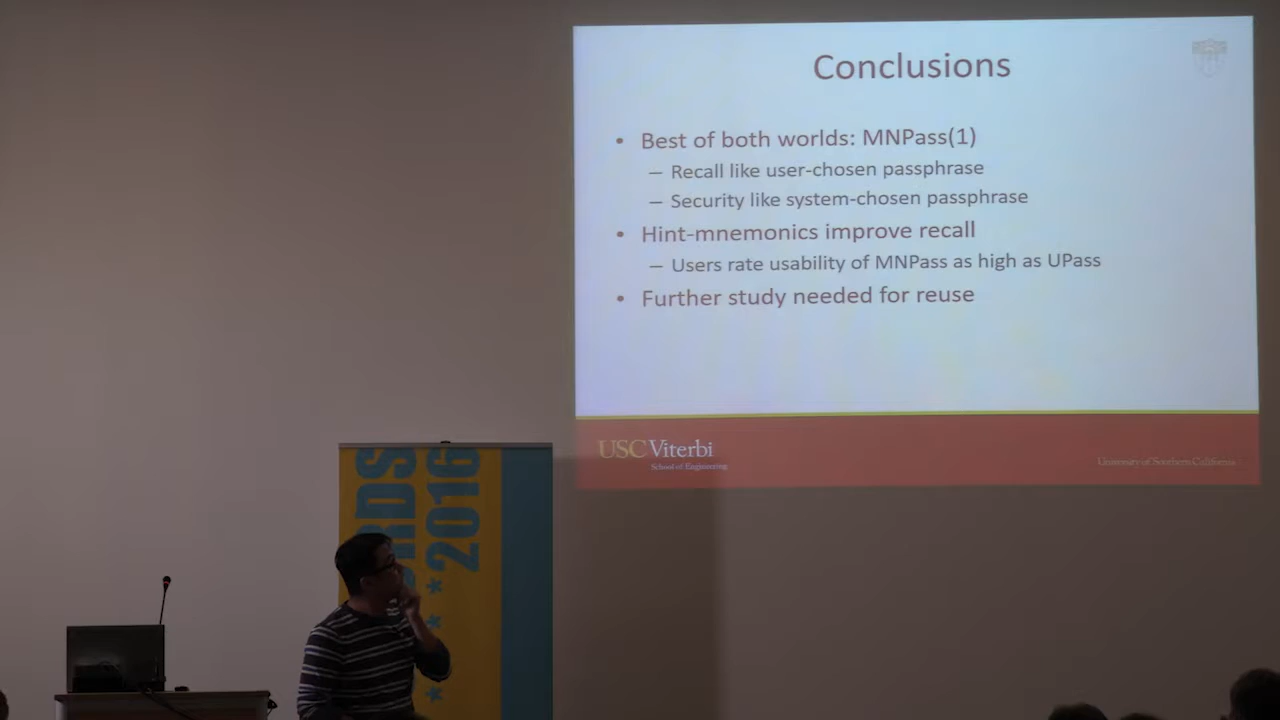 Conclusions
• Best of both worlds: MNPass(1)
– Recall like user-chosen passphrase
– Security like system-chosen passphrase
• Hint-mnemonics improve recall
– Users rate usability of MNPass as high as UPass
• Further study needed for reuse
USC Viterbi
School of Engineering
University of Southern California
RDS
***2016